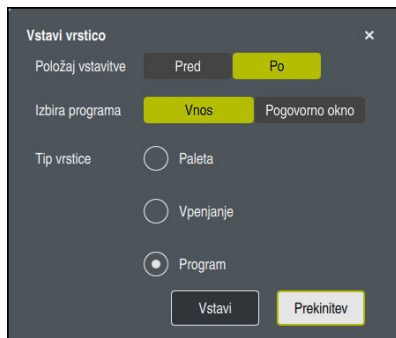 Vstavi vrstico ×
Položaj vstavitve Pred Po
Izbira programa Vnos Pogovorno okno
Tip vrstice Paleta
Vpenjanje
Program
Vstavi Prekinitev